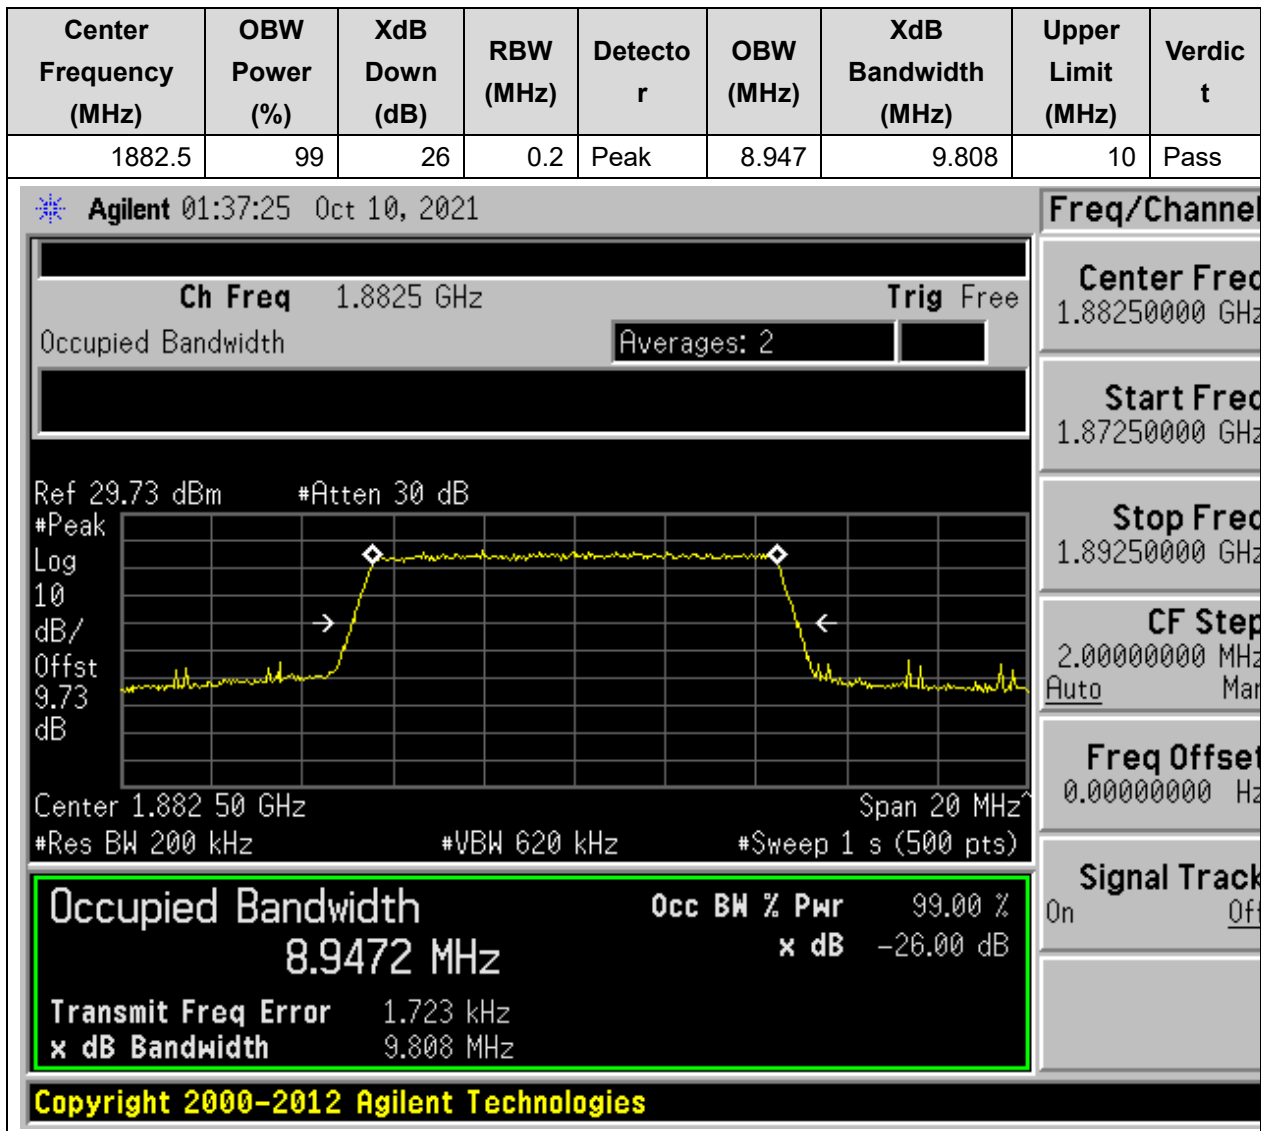 Center Frequency (MHz) OBW Power (%) XdB Down (dB) RBW (MHz) Detecto r OBW (MHz) XdB Bandwidth (MHz) Upper Limit (MHz) Verdic t
1882.5 99 26 0.2 Peak 8.947 9.808 10 Pass
Agilent 01:37:25 Oct 10, 2021
Ch Freq 1.8825 GHz Trig Free
Occupied Bandwidth Averages: 2
Ref 29.73 dBm #Atten 30 dB
#Peak
Log
10
dB/
Offst
9.73
dB
Center 1.882 50 GHz Span 20 MHz^
#Res BW 200 kHz #VBW 620 kHz #Sweep 1 s (500 pts)
Occupied Bandwidth Occ BW % Pwr 99.00 %
8.9472 MHz x dB -26.00 dB
Transmit Freq Error 1.723 kHz
x dB Bandwidth 9.808 MHz
Copyright 2000-2012 Agilent Technologies
Freq/Channel
Center Freq
1.88250000 GHz
Start Freq
1.87250000 GHz
Stop Freq
1.89250000 GHz
CF Step
2.00000000 MHz
Auto Man
Freq Offset
0.00000000 Hz
Signal Track
On Off